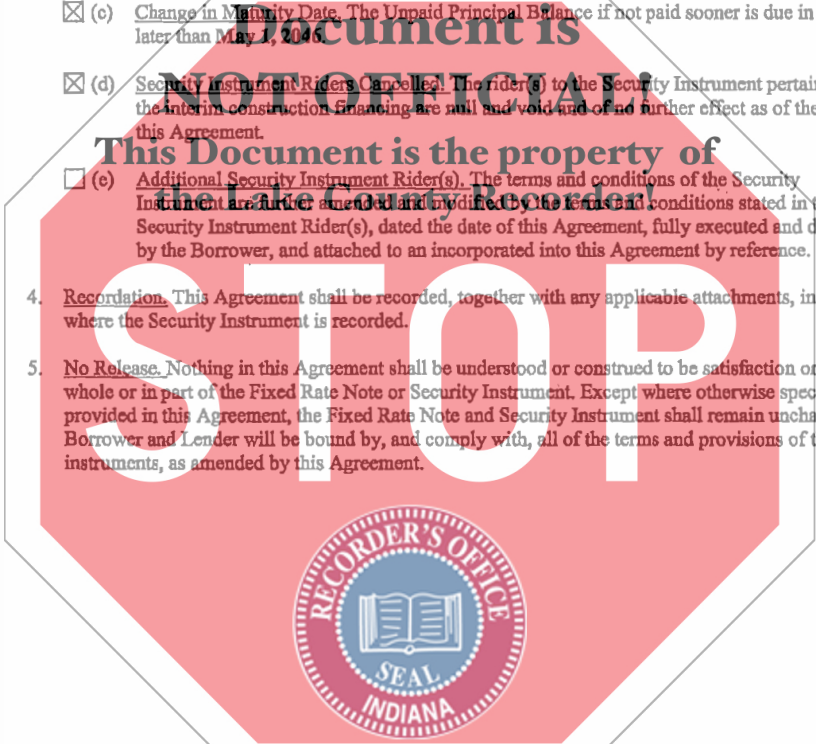 ☒ (c) Change in Maturity Date. The Unpaid Principal Balance if not paid sooner is due in
later than May 1, 2046.
Document is
☒ (d) Security Instrument Riders Cancelled. The rider(s) to the Security Instrument
the interim construction financing are null and void and of no further effect as of the
this Agreement.
NOT OFFICIAL!
This Document is the property of
the Lake County Recorder!
☐ (e) Additional Security Instrument Rider(s). The terms and conditions of the Security
Instrument are further amended and modified by the terms and conditions stated in
Security Instrument Rider(s), dated the date of this Agreement, fully executed and
by the Borrower, and attached to an incorporated into this Agreement by reference.
4. Recordation. This Agreement shall be recorded, together with any applicable attachments, in
where the Security Instrument is recorded.
5. No Release. Nothing in this Agreement shall be understood or construed to be satisfaction or
whole or in part of the Fixed Rate Note or Security Instrument. Except where otherwise
provided in this Agreement, the Fixed Rate Note and Security Instrument shall remain
Borrower and Lender will be bound by, and comply with, all of the terms and provisions of
instruments, as amended by this Agreement.
STOP
RECORDER'S OFFICE
SEAL
INDIANA